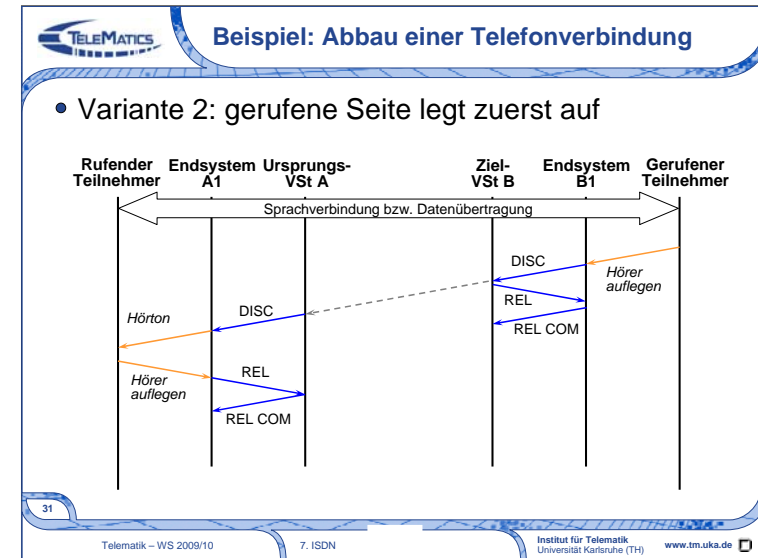 TELEMATICS
Beispiel: Abbau einer Telefonverbindung
• Variante 2: gerufene Seite legt zuerst auf
Rufender Teilnehmer
Endsystem A1
Ursprungs-VSt A
Ziel-VSt B
Endsystem B1
Gerufener Teilnehmer
Sprachverbindung bzw. Datenübertragung
DISC
Hörer
auflegen
REL
REL COM
DISC
Hörton
Hörer
auflegen
REL
REL COM
31
Telematik – WS 2009/10
7. ISDN
Institut für Telematik
Universität Karlsruhe (TH)
www.tm.uka.de